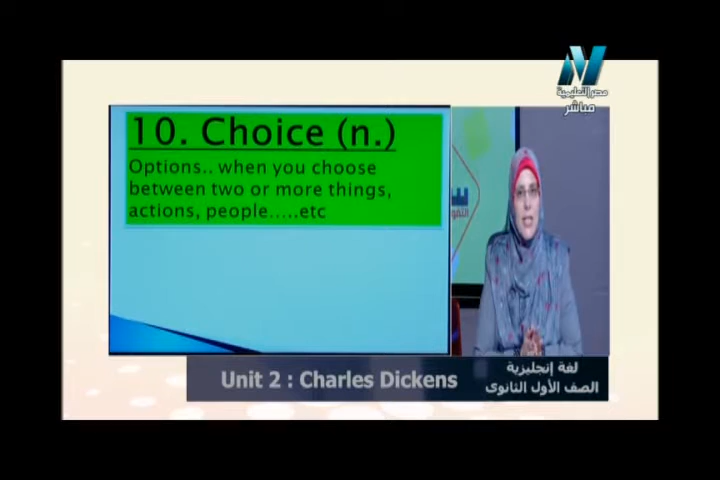 مصر التعليمية
مباشر
10. Choice (n.)
Options.. when you choose
between two or more things,
actions, people.....etc
Unit 2 : Charles Dickens
لغة إنجليزية
الصف الأول الثانوى